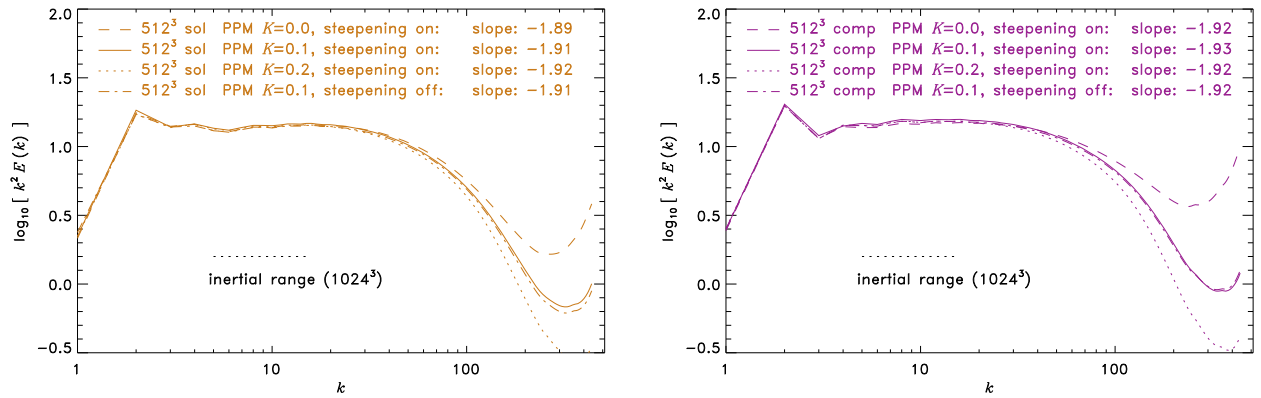 2.0
1.5
1.0
0.5
0.0
−0.5
log₁₀[ k² E(k) ]
512³ sol PPM K=0.0, steepening on: slope: −1.89
512³ sol PPM K=0.1, steepening on: slope: −1.91
512³ sol PPM K=0.2, steepening on: slope: −1.92
512³ sol PPM K=0.1, steepening off: slope: −1.91
inertial range (1024³)
1 10 100
k
2.0
1.5
1.0
0.5
0.0
−0.5
log₁₀[ k² E(k) ]
512³ comp PPM K=0.0, steepening on: slope: −1.92
512³ comp PPM K=0.1, steepening on: slope: −1.93
512³ comp PPM K=0.2, steepening on: slope: −1.92
512³ comp PPM K=0.1, steepening off: slope: −1.92
inertial range (1024³)
1 10 100
k